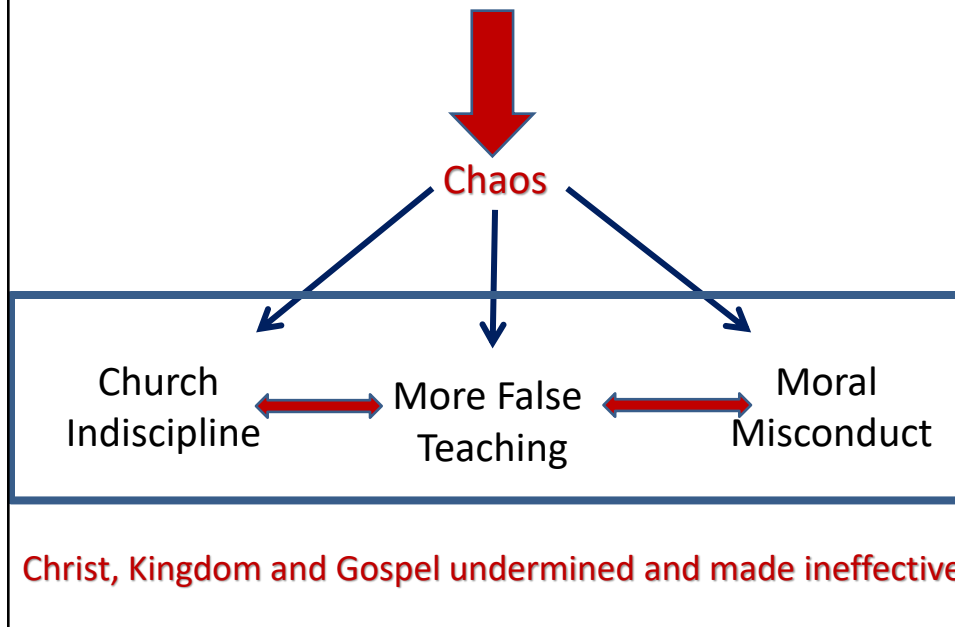 Chaos
Church
Indiscipline
More False
Teaching
Moral
Misconduct
Christ, Kingdom and Gospel undermined and made ineffective